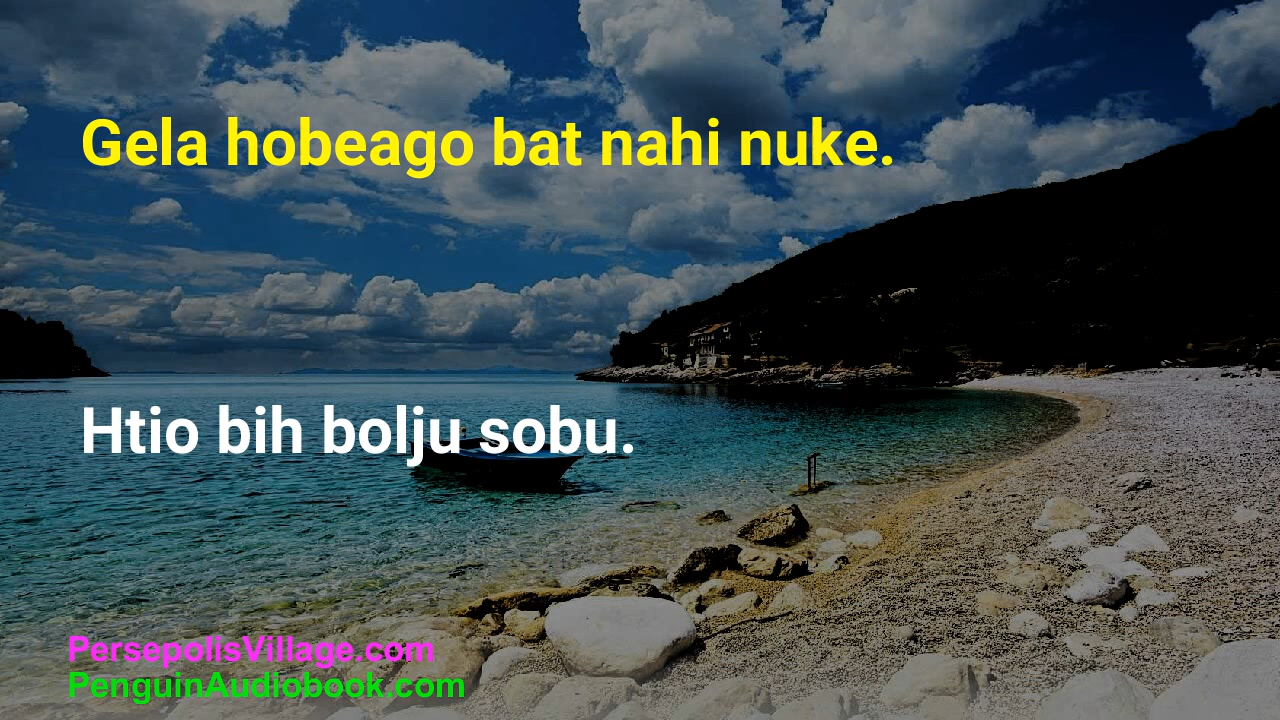 Gela hobeago bat nahi nuke.
Htio bih bolju sobu.
PersepolisVillage.com
PenguinAudiobook.com